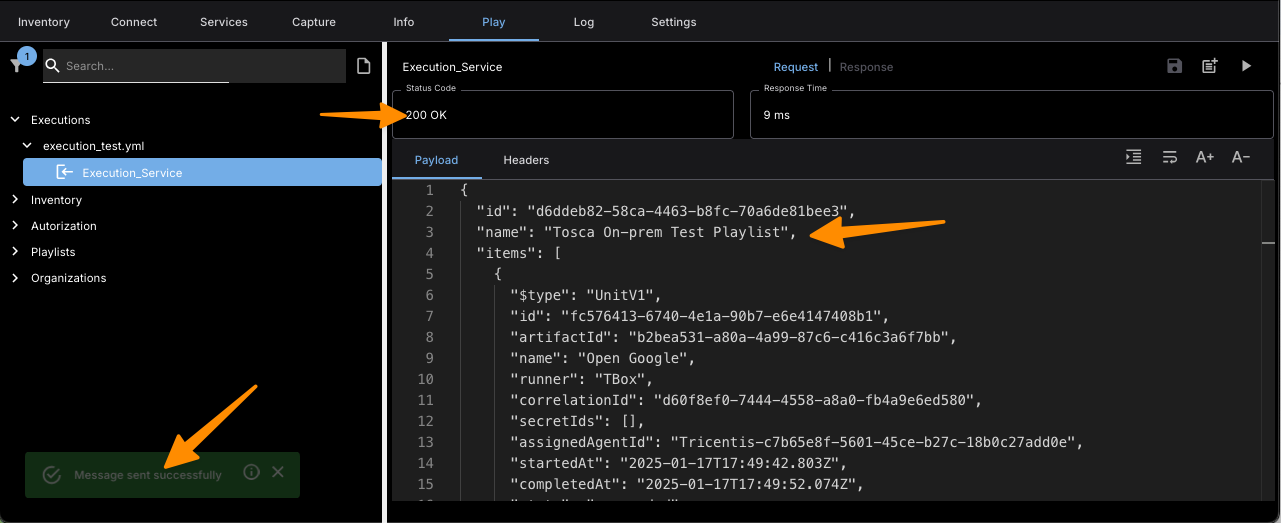 Inventory Connect Services Capture Info Play Log Settings
1
Search...
Executions
execution_test.yml
Execution_Service
Inventory
Autorization
Playlists
Organizations
Message sent successfully
Execution_Service
Request | Response
Status Code
200 OK
Response Time
9 ms
Payload Headers
A+ A-
1 {
2 "id": "d6ddeb82-58ca-4463-b8fc-70a6de81bee3",
3 "name": "Tosca On-prem Test Playlist",
4 "items": [
5 {
6 "$type": "UnitV1",
7 "id": "fc576413-6740-4e1a-90b7-e6e4147408b1",
8 "artifactId": "b2bea531-a80a-4a99-87c6-c416c3a6f7bb",
9 "name": "Open Google",
10 "runner": "TBox",
11 "correlationId": "d60f8ef0-7444-4558-a8a0-fb4a9e6ed580",
12 "secretIds": [],
13 "assignedAgentId": "Tricentis-c7b65e8f-5601-45ce-b27c-18b0c27add0e",
14 "startedAt": "2025-01-17T17:49:42.803Z",
15 "completedAt": "2025-01-17T17:49:52.074Z",